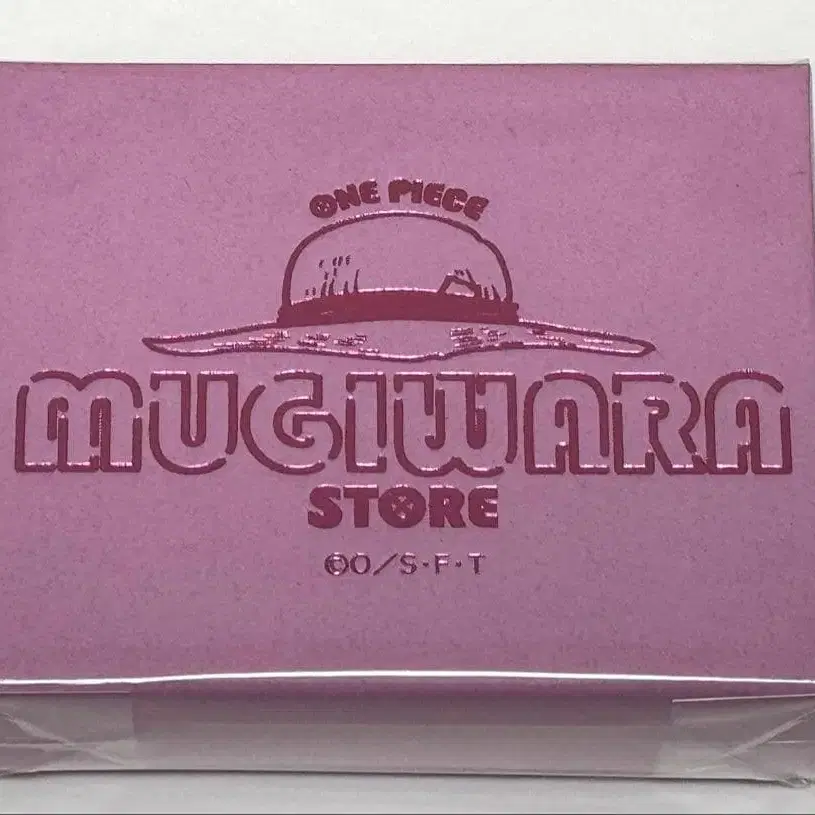 ONE PIECE
MUGIWARA
STORE
©O/S·F·T